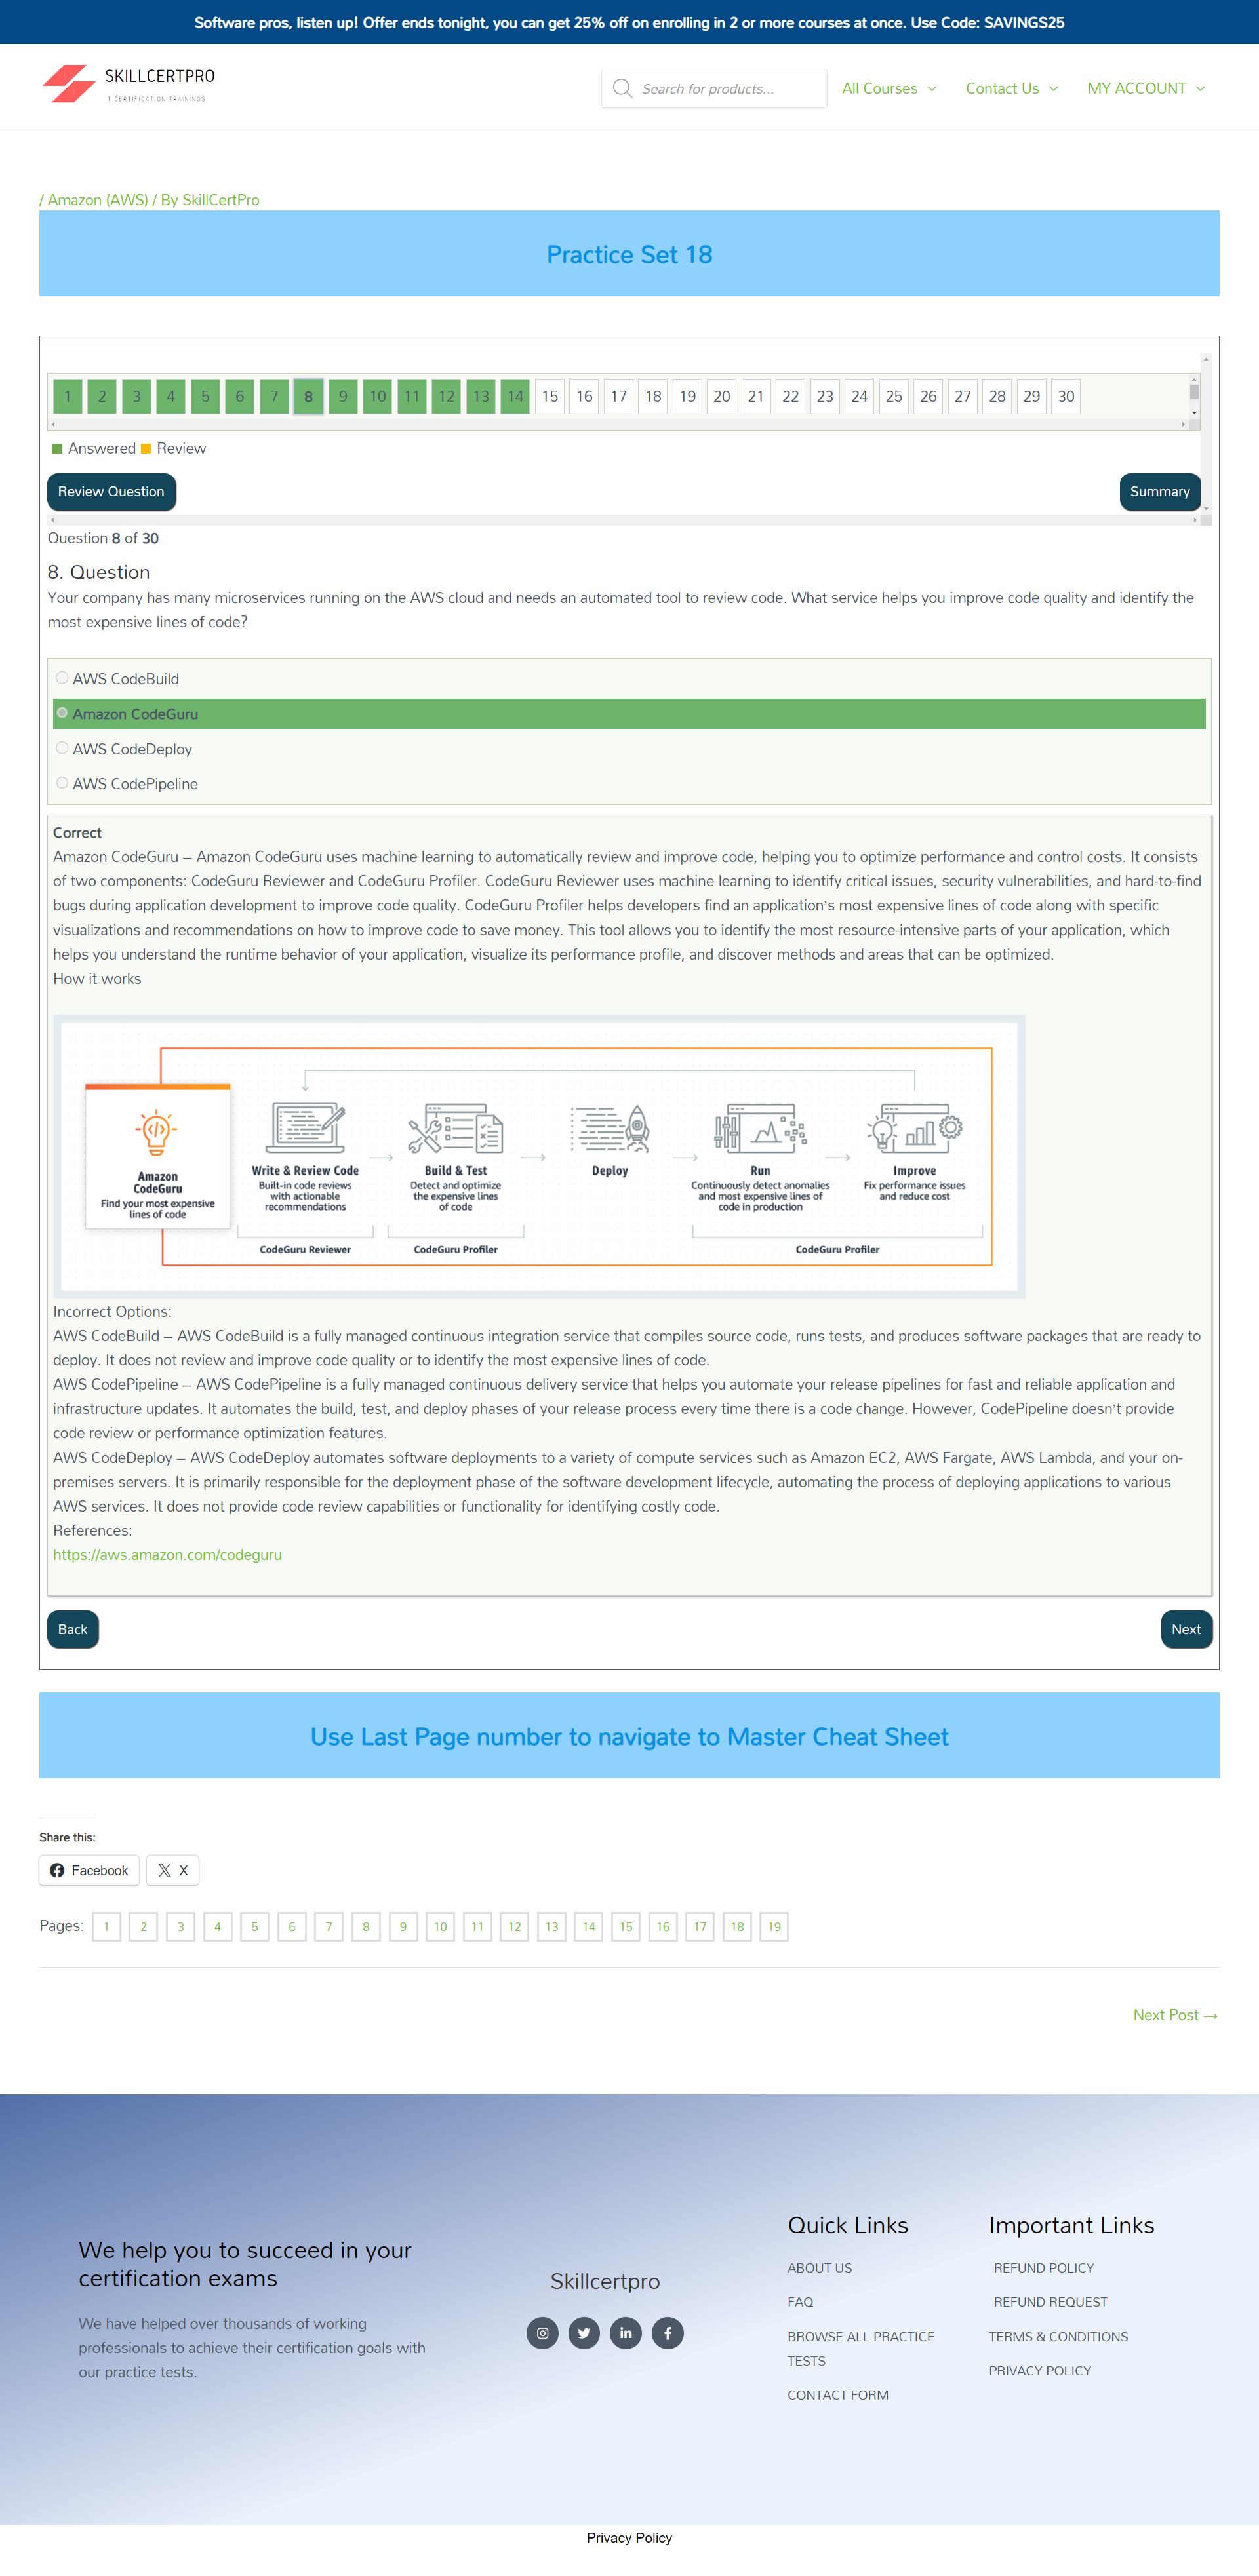 Software pros, listen up! Offer ends tonight, you can get 25% off on enrolling in 2 or more courses at once. Use Code: SAVINGS25
SKILLCERTPRO
IT CERTIFICATION TRAININGS
Search for products...
All Courses
Contact Us
MY ACCOUNT
/ Amazon (AWS) / By SkillCertPro
Practice Set 18
1 2 3 4 5 6 7 8 9 10 11 12 13 14 15 16 17 18 19 20 21 22 23 24 25 26 27 28 29 30
Answered Review
Review Question
Summary
Question 8 of 30
8. Question
Your company has many microservices running on the AWS cloud and needs an automated tool to review code. What service helps you improve code quality and identify the
most expensive lines of code?
AWS CodeBuild
Amazon CodeGuru
AWS CodeDeploy
AWS CodePipeline
Correct
Amazon CodeGuru – Amazon CodeGuru uses machine learning to automatically review and improve code, helping you to optimize performance and control costs. It consists
of two components: CodeGuru Reviewer and CodeGuru Profiler. CodeGuru Reviewer uses machine learning to identify critical issues, security vulnerabilities, and hard-to-find
bugs during application development to improve code quality. CodeGuru Profiler helps developers find an application's most expensive lines of code along with specific
visualizations and recommendations on how to improve code to save money. This tool allows you to identify the most resource-intensive parts of your application, which
helps you understand the runtime behavior of your application, visualize its performance profile, and discover methods and areas that can be optimized.
How it works
Amazon
CodeGuru
Find your most expensive
lines of code
Write & Review Code
Built-in code reviews
with actionable
recommendations
CodeGuru Reviewer
Build & Test
Detect and optimize
the expensive lines
of code
CodeGuru Profiler
Deploy
Run
Continuously detect anomalies
and most expensive lines of
code in production
Improve
Fix performance issues
and reduce cost
CodeGuru Profiler
Incorrect Options:
AWS CodeBuild – AWS CodeBuild is a fully managed continuous integration service that compiles source code, runs tests, and produces software packages that are ready to
deploy. It does not review and improve code quality or to identify the most expensive lines of code.
AWS CodePipeline – AWS CodePipeline is a fully managed continuous delivery service that helps you automate your release pipelines for fast and reliable application and
infrastructure updates. It automates the build, test, and deploy phases of your release process every time there is a code change. However, CodePipeline doesn't provide
code review or performance optimization features.
AWS CodeDeploy – AWS CodeDeploy automates software deployments to a variety of compute services such as Amazon EC2, AWS Fargate, AWS Lambda, and your on-
premises servers. It is primarily responsible for the deployment phase of the software development lifecycle, automating the process of deploying applications to various
AWS services. It does not provide code review capabilities or functionality for identifying costly code.
References:
https://aws.amazon.com/codeguru
Back
Next
Use Last Page number to navigate to Master Cheat Sheet
Share this:
Facebook
X
Pages: 1 2 3 4 5 6 7 8 9 10 11 12 13 14 15 16 17 18 19
Next Post →
We help you to succeed in your
certification exams
We have helped over thousands of working
professionals to achieve their certification goals with
our practice tests.
Skillcertpro
Quick Links
ABOUT US
FAQ
BROWSE ALL PRACTICE
TESTS
CONTACT FORM
Important Links
REFUND POLICY
REFUND REQUEST
TERMS & CONDITIONS
PRIVACY POLICY
Privacy Policy